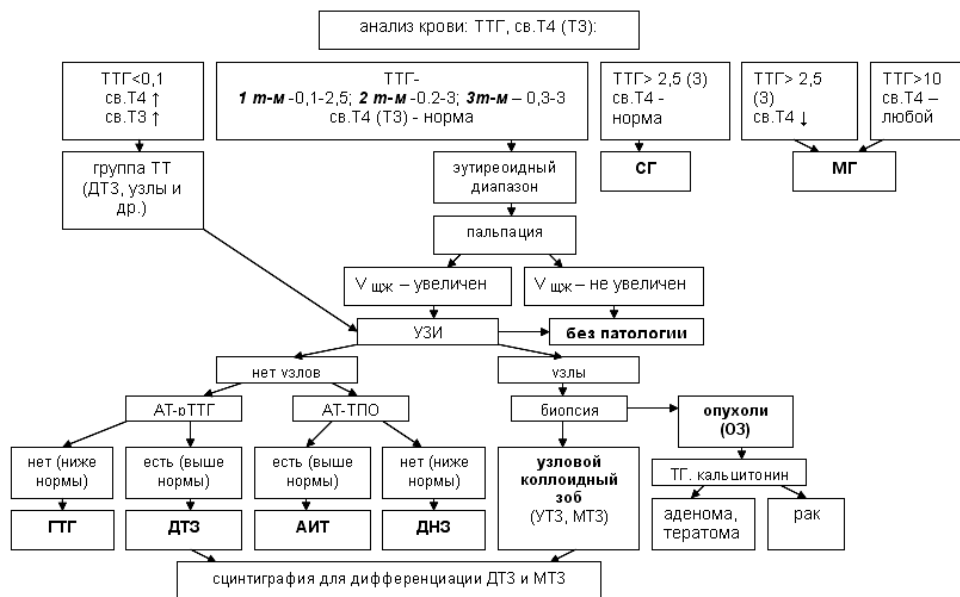 анализ крови: ТТГ, св.Т4 (Т3):
ТТГ<0,1
св.Т4 ↑
св.Т3 ↑
ТТГ-
1 т-м -0,1-2,5; 2 т-м -0.2-3; 3т-м – 0,3-3
св.Т4 (Т3) - норма
ТТГ> 2,5 (3)
св.Т4 -
норма
ТТГ> 2,5
(3)
св.Т4 ↓
ТТГ>10
св.Т4 –
любой
группа ТТ
(ДТЗ, узлы и
др.)
эутиреоидный
диапазон
СГ
МГ
пальпация
V щж – увеличен
V щж – не увеличен
УЗИ
без патологии
нет узлов
узлы
АТ-рТТГ
АТ-ТПО
биопсия
опухоли
(ОЗ)
нет (ниже
нормы)
есть (выше
нормы)
есть (выше
нормы)
нет (ниже
нормы)
узловой
коллоидный
зоб
(УТЗ, МТЗ)
ТГ. кальцитонин
ГТГ
ДТЗ
АИТ
ДНЗ
аденома,
тератома
рак
сцинтиграфия для дифференциации ДТЗ и МТЗ